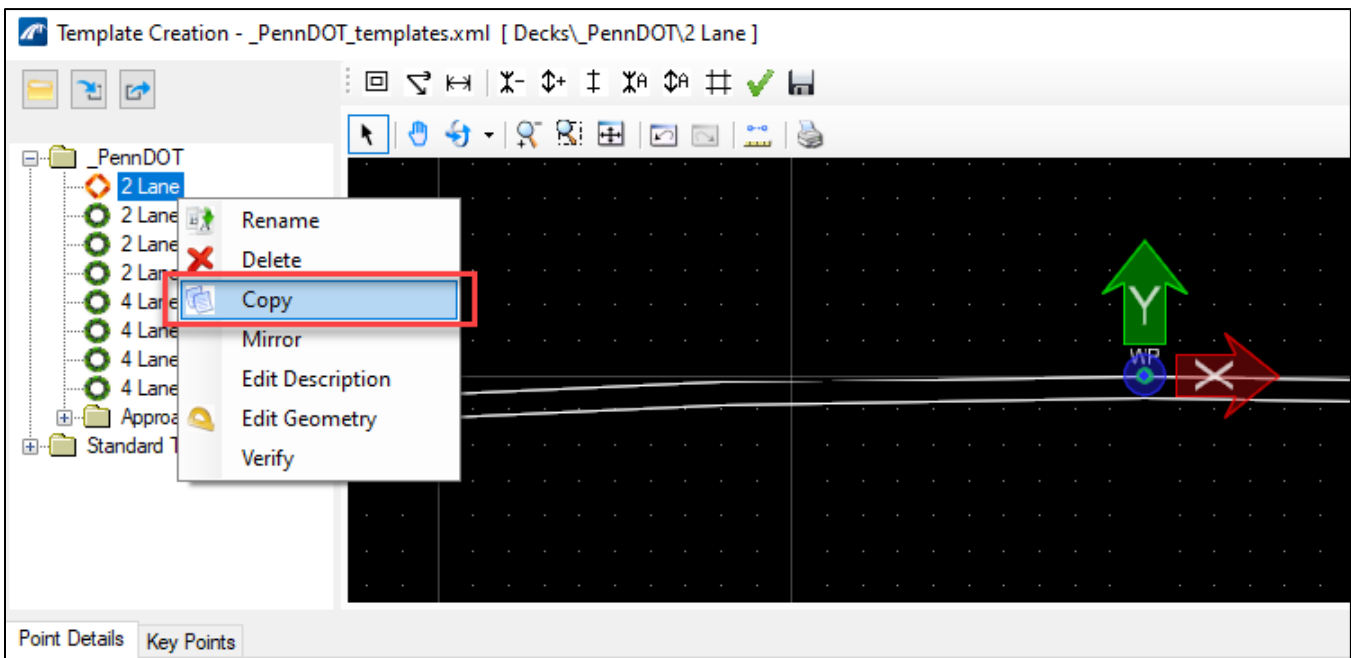 Template Creation - _PennDOT_templates.xml [ Decks\_PennDOT\2 Lane ]
_PennDOT
2 Lane
2 Lane
2 Lane
2 Lane
4 Lane
4 Lane
4 Lane
4 Lane
Approa
Standard T
Rename
Delete
Copy
Mirror
Edit Description
Edit Geometry
Verify
Y
WP
X
Point Details
Key Points